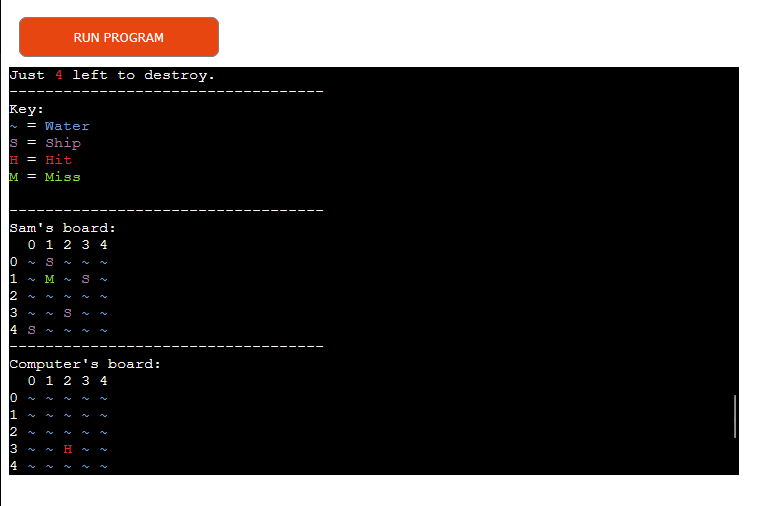 RUN PROGRAM
Just 4 left to destroy.
-----------------------------------
Key:
~ = Water
S = Ship
H = Hit
M = Miss
-----------------------------------
Sam's board:
  0 1 2 3 4
0 ~ S ~ ~ ~
1 ~ M ~ S ~
2 ~ ~ ~ ~ ~
3 ~ ~ S ~ ~
4 S ~ ~ ~ ~
-----------------------------------
Computer's board:
  0 1 2 3 4
0 ~ ~ ~ ~ ~
1 ~ ~ ~ ~ ~
2 ~ ~ ~ ~ ~
3 ~ ~ H ~ ~
4 ~ ~ ~ ~ ~